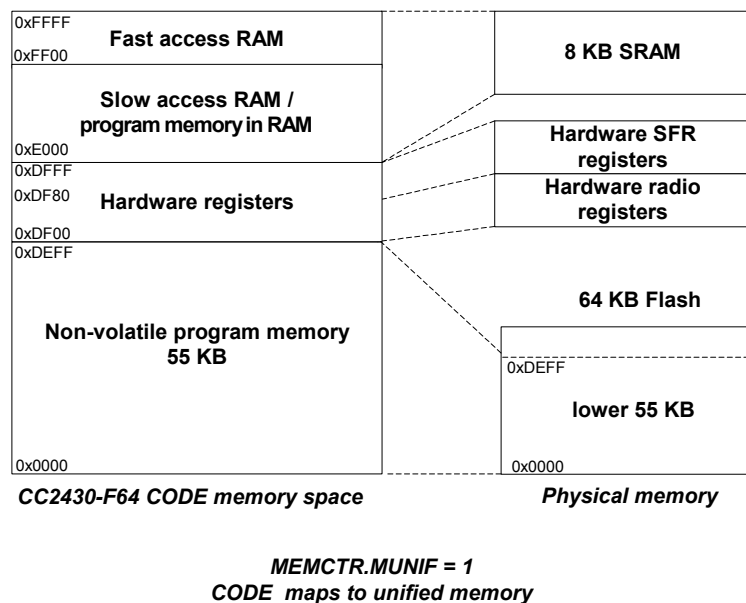 0xFFFF
Fast access RAM
0xFF00
8 KB SRAM
Slow access RAM /
program memory in RAM
0xE000
0xDFFF
0xDF80
Hardware registers
0xDF00
Hardware SFR
registers
Hardware radio
registers
0xDEFF
64 KB Flash
Non-volatile program memory
55 KB
0xDEFF
lower 55 KB
0x0000
0x0000
CC2430-F64 CODE memory space
Physical memory
MEMCTR.MUNIF = 1
CODE maps to unified memory